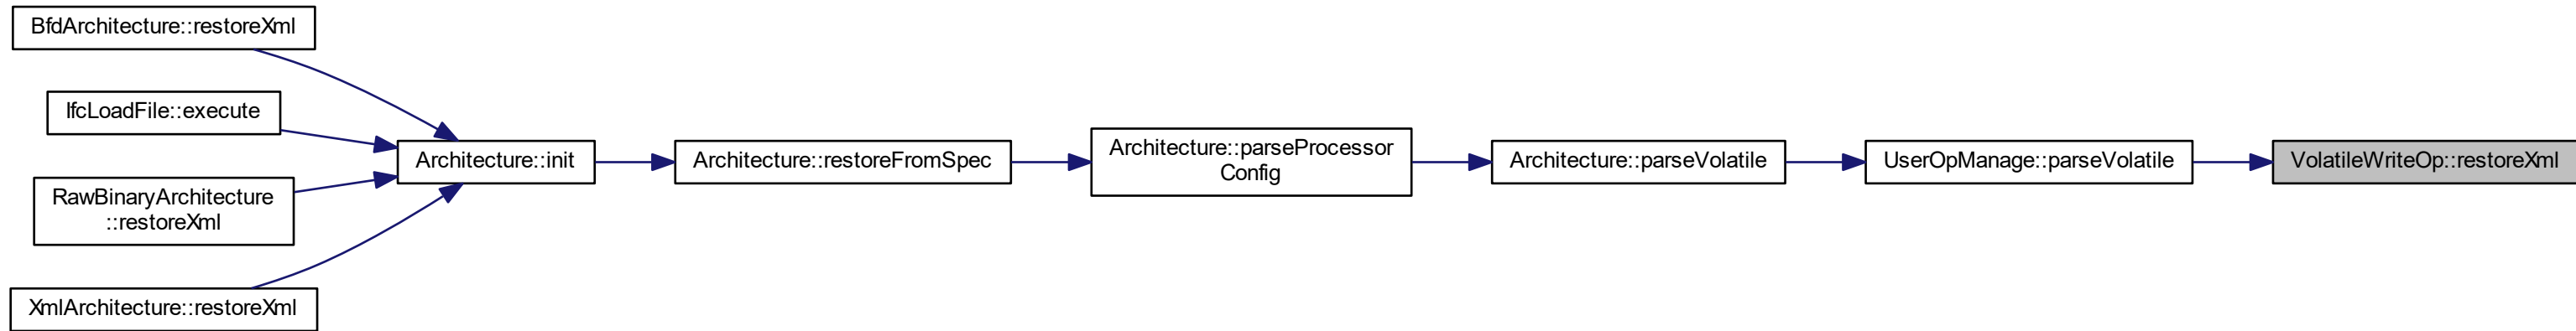 BfdArchitecture::restoreXml
IfcLoadFile::execute
RawBinaryArchitecture
::restoreXml
XmlArchitecture::restoreXml
Architecture::init
Architecture::restoreFromSpec
Architecture::parseProcessor
Config
Architecture::parseVolatile
UserOpManage::parseVolatile
VolatileWriteOp::restoreXml